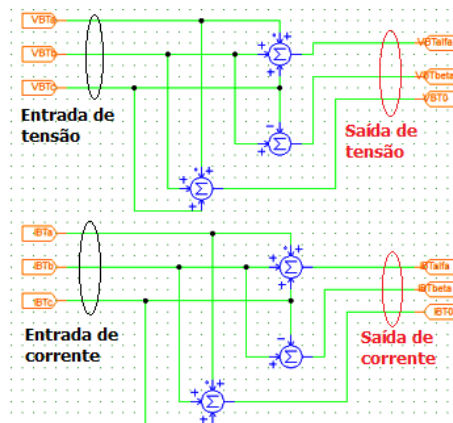 VBTa
VBTb
VBTc
Entrada de
tensão
VBTalfa
VBTbeta
VBT0
Saída de
tensão
IBTa
IBTb
IBTc
Entrada de
corrente
IBTalfa
IBTbeta
IBT0
Saída de
corrente